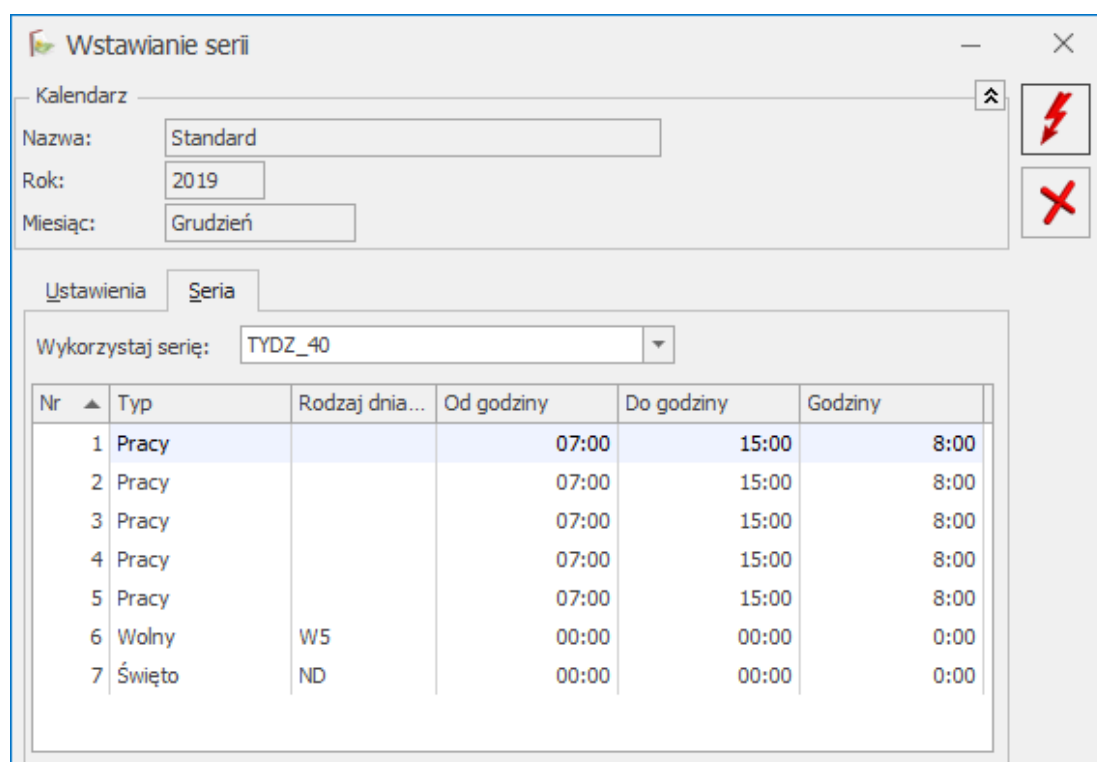 Wstawianie serii
Kalendarz
Nazwa: Standard
Rok: 2019
Miesiąc: Grudzień
Ustawienia Seria
Wykorzystaj serię: TYDZ_40
Nr Typ Rodzaj dnia... Od godziny Do godziny Godziny
1 Pracy 07:00 15:00 8:00
2 Pracy 07:00 15:00 8:00
3 Pracy 07:00 15:00 8:00
4 Pracy 07:00 15:00 8:00
5 Pracy 07:00 15:00 8:00
6 Wolny W5 00:00 00:00 0:00
7 Święto ND 00:00 00:00 0:00